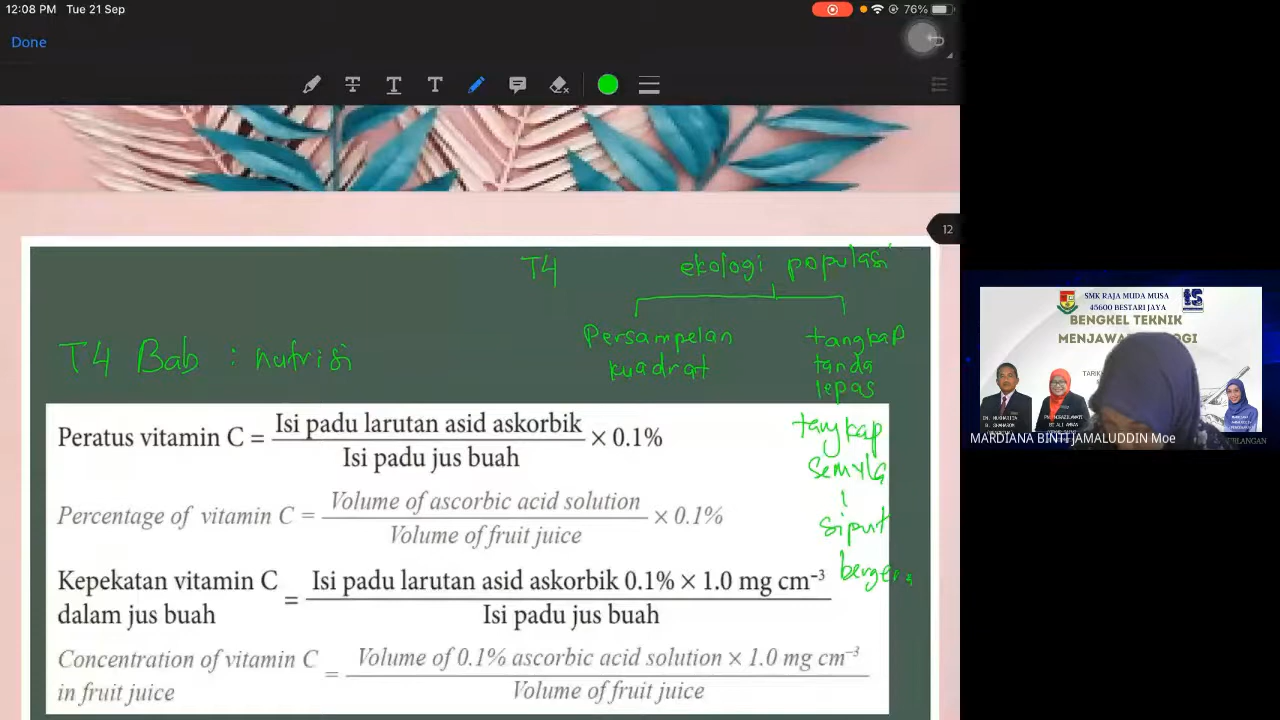 12:08 PM Tue 21 Sep
76%
Done
T T T
12
T4 ekologi populasi
Persampelan kuadrat
tangkap tanda lepas
T4 Bab : nutrisi
tangkap
semula
siput
Peratus vitamin C = Isi padu larutan asid askorbik / Isi padu jus buah × 0.1%
Percentage of vitamin C = Volume of ascorbic acid solution / Volume of fruit juice × 0.1%
Kepekatan vitamin C dalam jus buah = Isi padu larutan asid askorbik 0.1% × 1.0 mg cm⁻³ / Isi padu jus buah
Concentration of vitamin C in fruit juice = Volume of 0.1% ascorbic acid solution × 1.0 mg cm⁻³ / Volume of fruit juice
SMK RAJA MUDA MUSA
45600 BESTARI JAYA
BENGKEL TEKNIK
MENJAWAB
MARDIANA BINTI JAMALUDDIN Moe